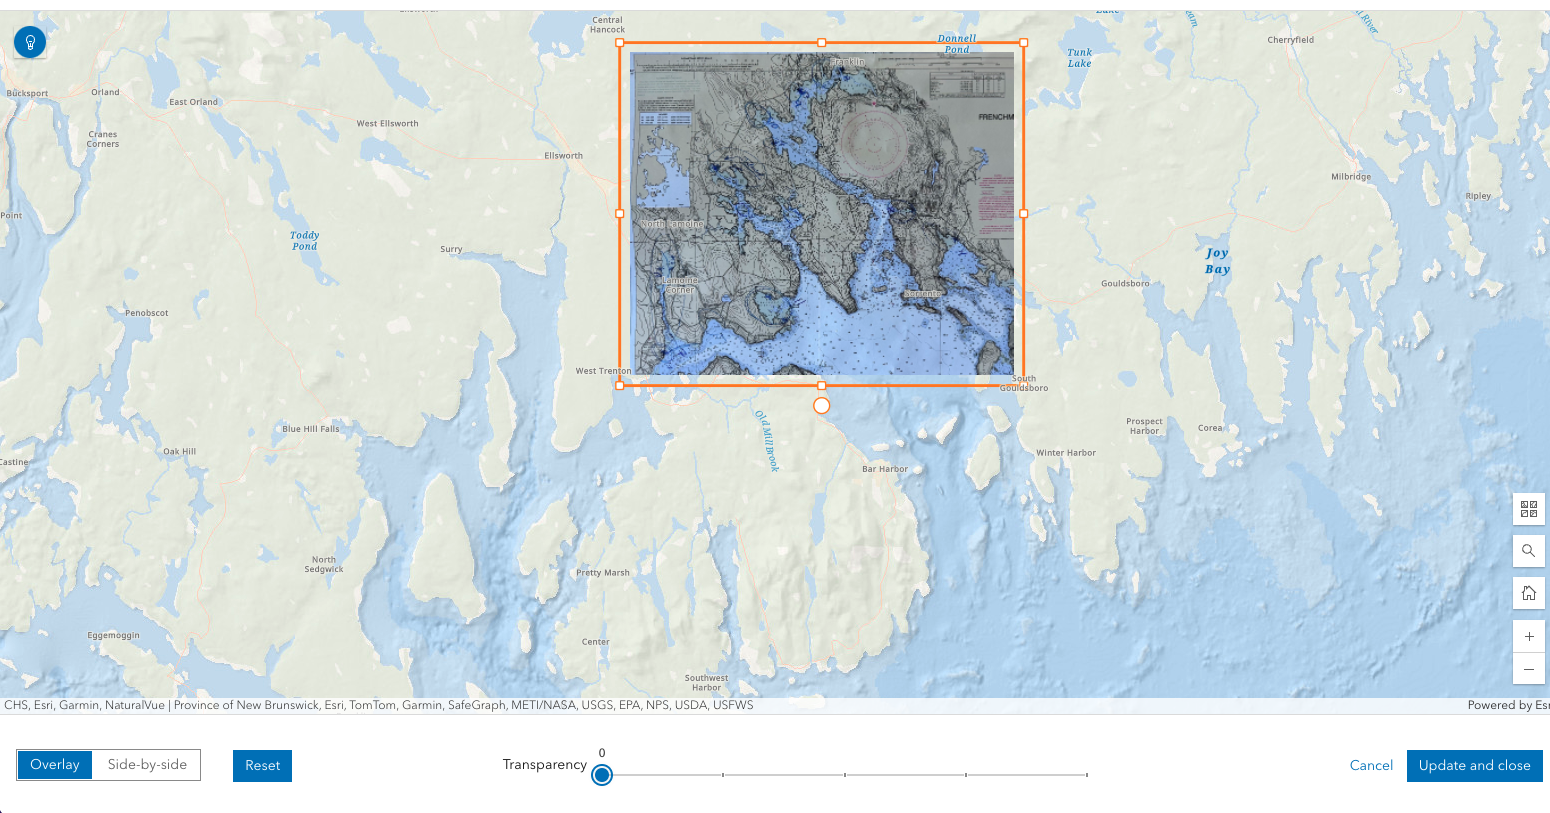 Central
Hancock
Lake
Donnell
Pond
Tunk
Lake
Cherryfield
Franklin
Bucksport
Orland
East Orland
Cranes
Corners
West Ellsworth
FRENCHM
Ellsworth
Milbridge
Ripley
Point
North Lamoine
Toddy
Pond
Surry
Joy
Bay
Lamoine
Corner
Gouldsboro
Sorrento
Penobscot
West Trenton
South
Gouldsboro
Old Mill Brook
Blue Hill Falls
Prospect
Harbor
Corea
Oak Hill
Winter Harbor
Castine
Bar Harbor
North
Sedgwick
Pretty Marsh
Eggemoggin
Center
Southwest
Harbor
CHS, Esri, Garmin, NaturalVue | Province of New Brunswick, Esri, TomTom, Garmin, SafeGraph, METI/NASA, USGS, EPA, NPS, USDA, USFWS
Powered by Esr
Overlay
Side-by-side
Reset
Transparency
0
Cancel
Update and close